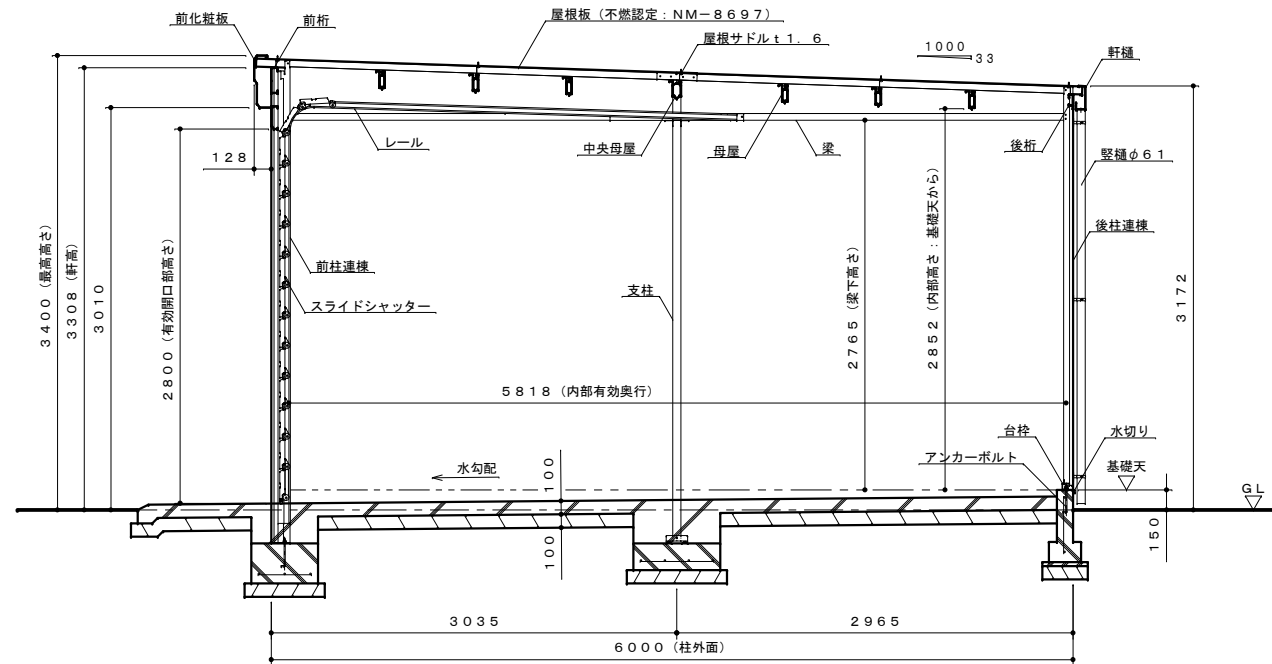 前化粧板
前桁
屋根板（不燃認定：NM－8697）
屋根サドルｔ1．6
1000
33
軒樋
レール
中央母屋
母屋
梁
後桁
竪樋φ61
128
前柱連棟
スライドシャッター
支柱
後柱連棟
3400（最高高さ）
3308（軒高）
3010
2800（有効開口部高さ）
2765（梁下高さ）
2852（内部高さ：基礎天から）
3172
5818（内部有効奥行）
台枠
水切り
アンカーボルト
基礎天
水勾配
100
100
GL
150
3035
2965
6000（柱外面）